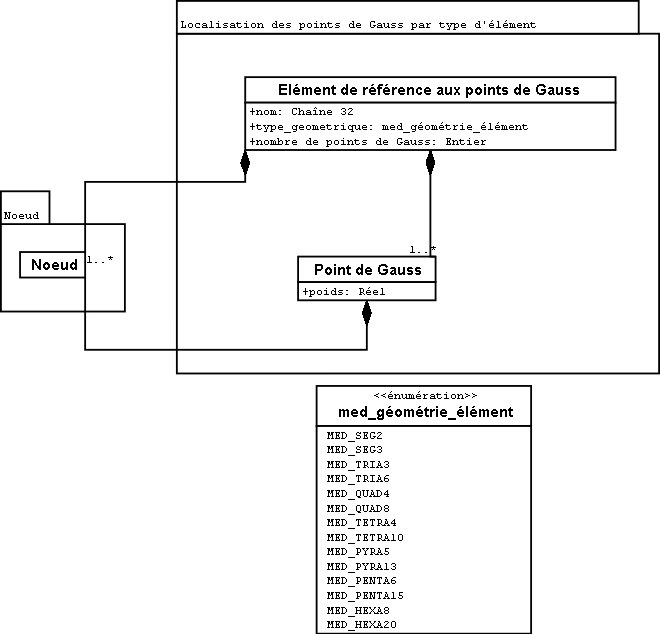 Localisation des points de Gauss par type d'élément
Elément de référence aux points de Gauss
+nom: Chaîne 32
+type_geometrique: med_géométrie_élément
+nombre de points de Gauss: Entier
Noeud
Noeud
1..*
1..*
Point de Gauss
+poids: Réel
<<énumération>>
med_géométrie_élément
MED_SEG2
MED_SEG3
MED_TRIA3
MED_TRIA6
MED_QUAD4
MED_QUAD8
MED_TETRA4
MED_TETRA10
MED_PYRA5
MED_PYRA13
MED_PENTA6
MED_PENTA15
MED_HEXA8
MED_HEXA20